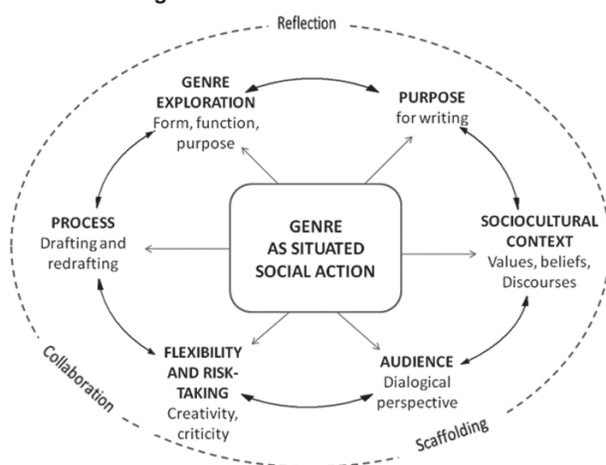 Reflection
GENRE
EXPLORATION
Form, function,
purpose
PURPOSE
for writing
PROCESS
Drafting and
redrafting
GENRE
AS SITUATED
SOCIAL ACTION
SOCIOCULTURAL
CONTEXT
Values, beliefs,
Discourses
FLEXIBILITY
AND RISK-
TAKING
Creativity,
criticity
AUDIENCE
Dialogical
perspective
Collaboration
Scaffolding